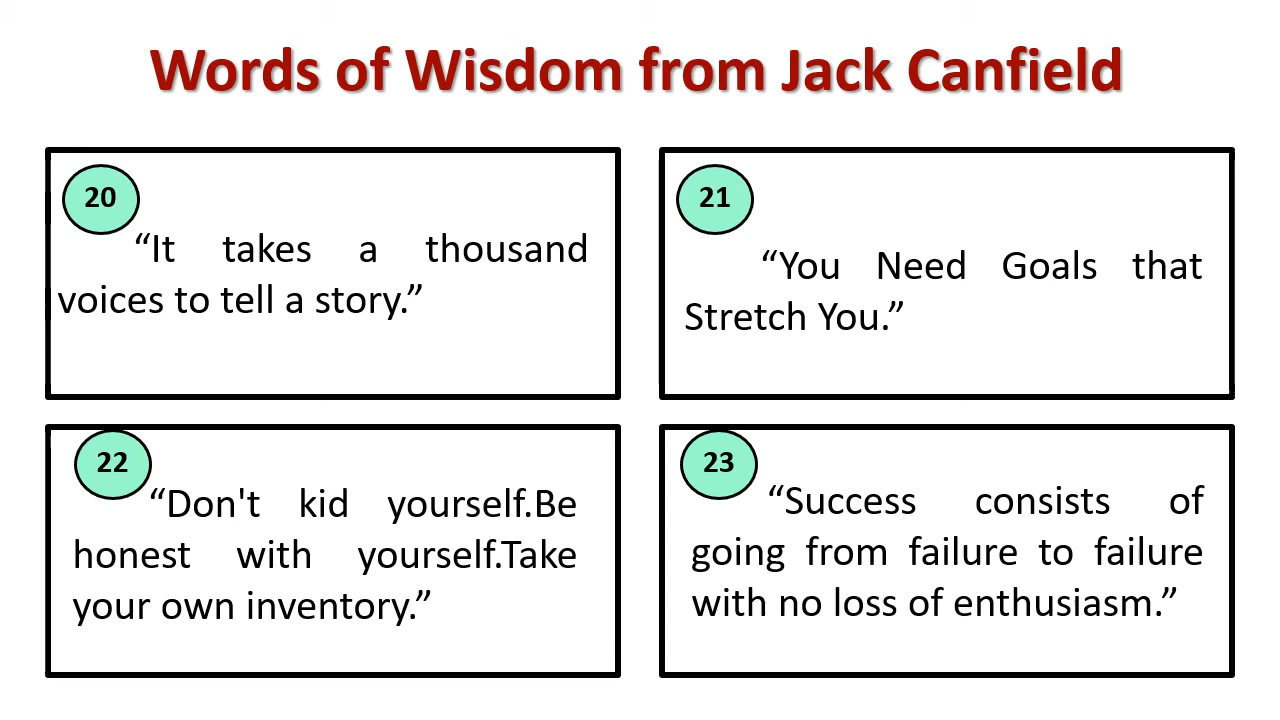 Words of Wisdom from Jack Canfield
20
“It takes a thousand
voices to tell a story.”
21
“You Need Goals that
Stretch You.”
22
“Don't kid yourself.Be
honest with yourself.Take
your own inventory.”
23
“Success consists of
going from failure to failure
with no loss of enthusiasm.”